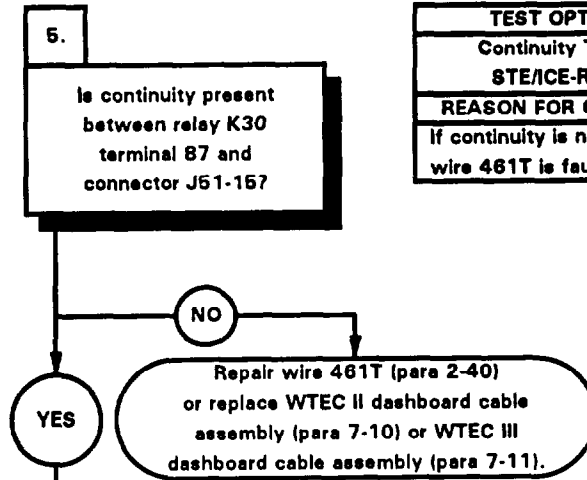 5.
Is continuity present
between relay K30
terminal 87 and
connector J51-15?
TEST OPT
Continuity
STE/ICE-R
REASON FOR
If continuity is
wire 461T is
NO
YES
Repair wire 461T (para 2-40)
or replace WTEC II dashboard cable
assembly (para 7-10) or WTEC III
dashboard cable assembly (para 7-11).